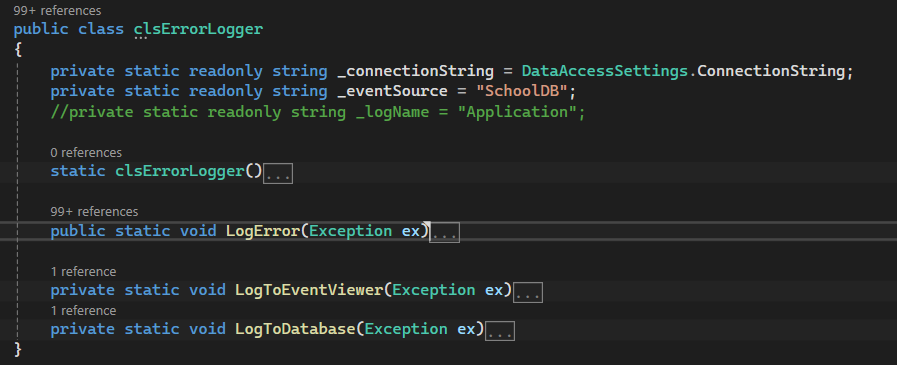 99+ references
public class clsErrorLogger
{
private static readonly string _connectionString = DataAccessSettings.ConnectionString;
private static readonly string _eventSource = "SchoolDB";
//private static readonly string _logName = "Application";
0 references
static clsErrorLogger()...
99+ references
public static void LogError(Exception ex)...
1 reference
private static void LogToEventViewer(Exception ex)...
1 reference
private static void LogToDatabase(Exception ex)...
}